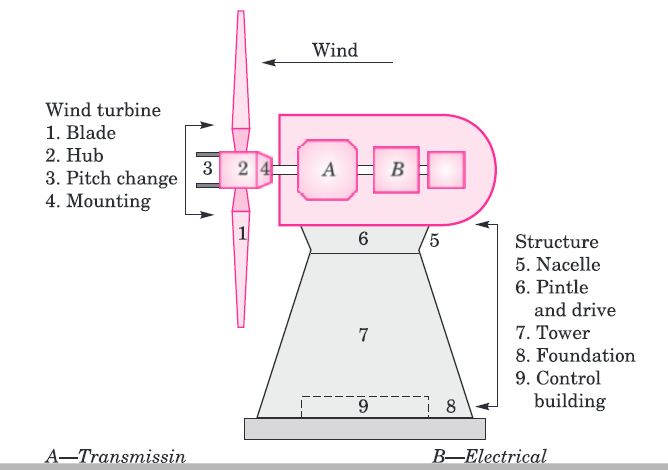 Wind
Wind turbine
1. Blade
2. Hub
3. Pitch change
4. Mounting
3 2 4 A B
1
6 5
Structure
5. Nacelle
6. Pintle
and drive
7. Tower
8. Foundation
9. Control
building
7
9 8
A—Transmissin
B—Electrical